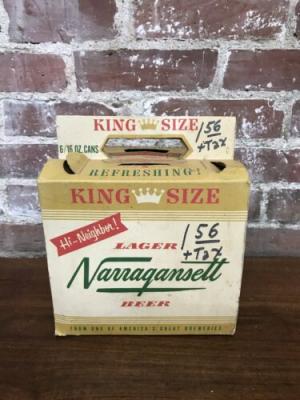 KING SIZE
1 56
+Tax
6/16 OZ. CANS
REFRESHING!
KING SIZE
Hi-Neighbor!
1 56
+Tax
LAGER
Narragansett
BEER
FROM ONE OF AMERICA'S GREAT BREWERIES